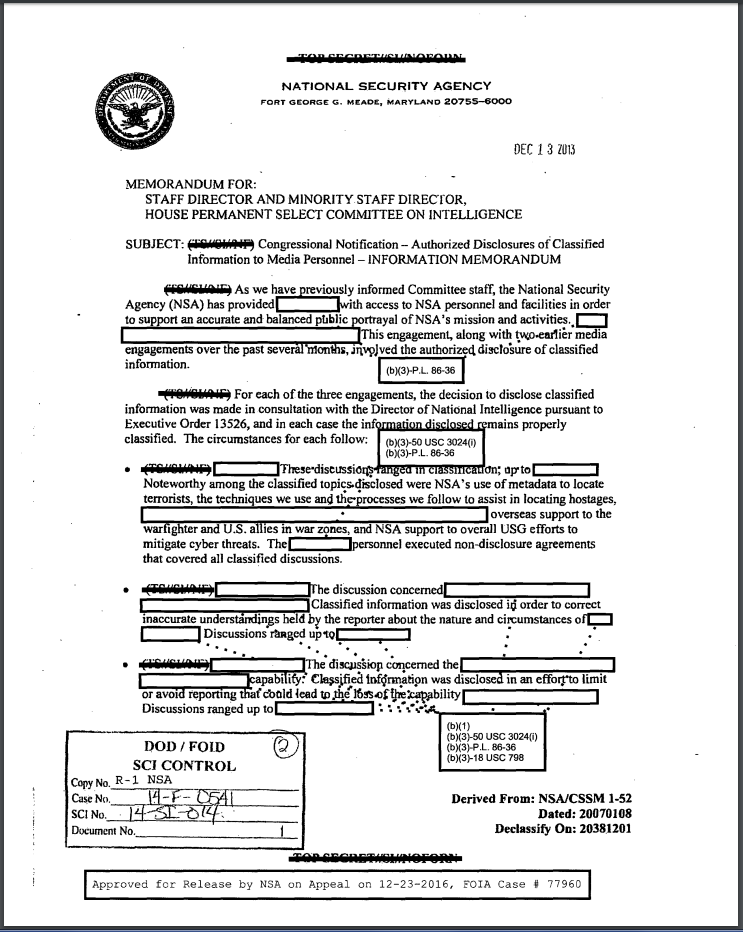 TOP SECRET//SI//NOFORN
NATIONAL SECURITY AGENCY
FORT GEORGE G. MEADE, MARYLAND 20755-6000
DEC 13 2013
MEMORANDUM FOR:
STAFF DIRECTOR AND MINORITY STAFF DIRECTOR,
HOUSE PERMANENT SELECT COMMITTEE ON INTELLIGENCE
SUBJECT: (TS//SI//NF) Congressional Notification – Authorized Disclosures of Classified
Information to Media Personnel – INFORMATION MEMORANDUM
(TS//SI//NF) As we have previously informed Committee staff, the National Security
Agency (NSA) has provided with access to NSA personnel and facilities in order
to support an accurate and balanced public portrayal of NSA's mission and activities.
This engagement, along with two earlier media
engagements over the past several months, involved the authorized disclosure of classified
information.
(b)(3)-P.L. 86-36
(TS//SI//NF) For each of the three engagements, the decision to disclose classified
information was made in consultation with the Director of National Intelligence pursuant to
Executive Order 13526, and in each case the information disclosed remains properly
classified. The circumstances for each follow:
(b)(3)-50 USC 3024(i)
(b)(3)-P.L. 86-36
• (TS//SI//NF) These discussions ranged in classification; up to
Noteworthy among the classified topics disclosed were NSA's use of metadata to locate
terrorists, the techniques we use and the processes we follow to assist in locating hostages,
overseas support to the
warfighter and U.S. allies in war zones, and NSA support to overall USG efforts to
mitigate cyber threats. The personnel executed non-disclosure agreements
that covered all classified discussions.
• (TS//SI//NF) The discussion concerned
Classified information was disclosed in order to correct
inaccurate understandings held by the reporter about the nature and circumstances of
Discussions ranged up to
• (TS//SI//NF) The discussion concerned the
capability. Classified information was disclosed in an effort to limit
or avoid reporting that could lead to the loss of the capability
Discussions ranged up to
(b)(1)
(b)(3)-50 USC 3024(i)
(b)(3)-P.L. 86-36
(b)(3)-18 USC 798
DOD / FOID
2
SCI CONTROL
Copy No. R-1 NSA
Case No. 14-F-0541
SCI No. 14-SI-014
Document No. 1
Derived From: NSA/CSSM 1-52
Dated: 20070108
Declassify On: 20381201
TOP SECRET//SI//NOFORN
Approved for Release by NSA on Appeal on 12-23-2016, FOIA Case # 77960